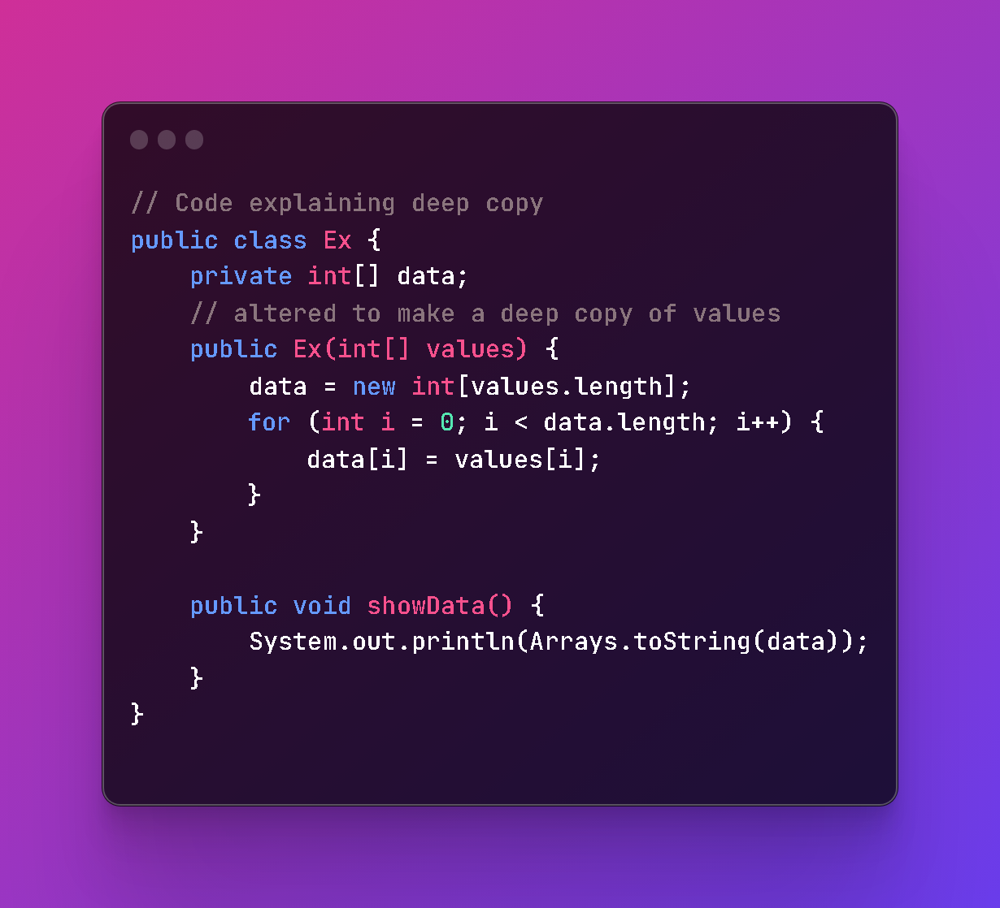 // Code explaining deep copy
public class Ex {
    private int[] data;
    // altered to make a deep copy of values
    public Ex(int[] values) {
        data = new int[values.length];
        for (int i = 0; i < data.length; i++) {
            data[i] = values[i];
        }
    }

    public void showData() {
        System.out.println(Arrays.toString(data));
    }
}